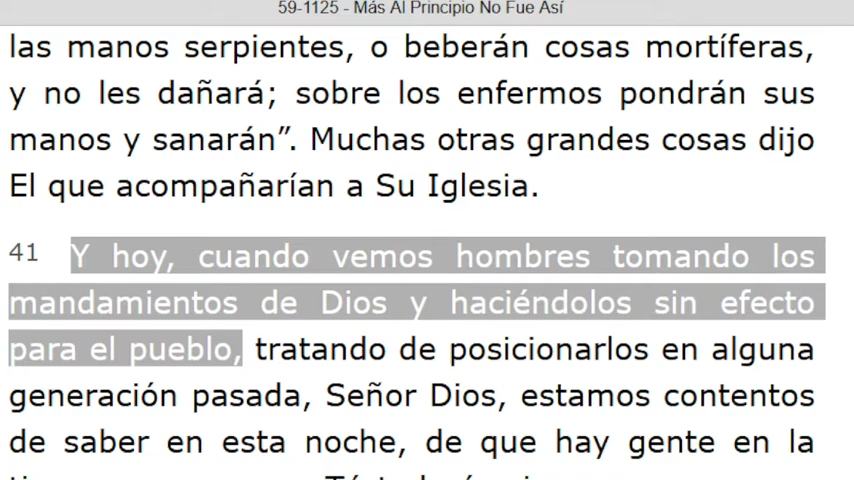 59-1125 - Más Al Principio No Fue Así
las manos serpientes, o beberán cosas mortíferas,
y no les dañará; sobre los enfermos pondrán sus
manos y sanarán”. Muchas otras grandes cosas dijo
El que acompañarían a Su Iglesia.
41 Y hoy, cuando vemos hombres tomando los
mandamientos de Dios y haciéndolos sin efecto
para el pueblo, tratando de posicionarlos en alguna
generación pasada, Señor Dios, estamos contentos
de saber en esta noche, de que hay gente en la